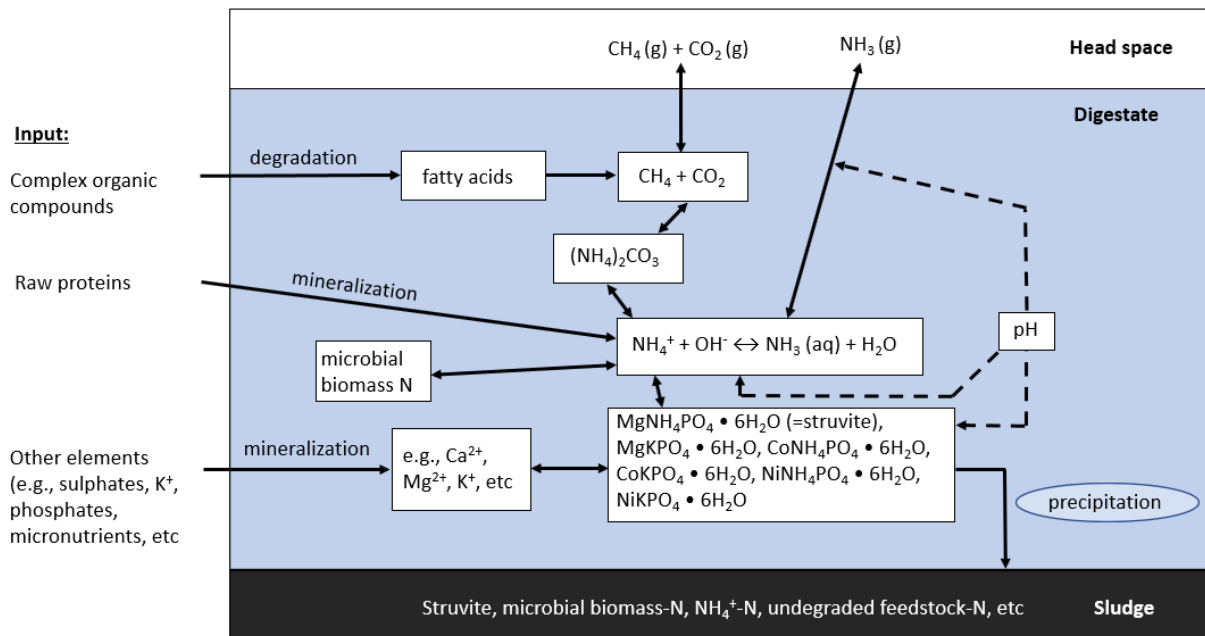 CH₄ (g) + CO₂ (g)
NH₃ (g)
Head space
Digestate
Input:
degradation
Complex organic
compounds
fatty acids
CH₄ + CO₂
(NH₄)₂CO₃
Raw proteins
mineralization
pH
NH₄⁺ + OH⁻ ↔ NH₃ (aq) + H₂O
microbial
biomass N
MgNH₄PO₄ • 6H₂O (=struvite),
MgKPO₄ • 6H₂O, CoNH₄PO₄ • 6H₂O,
CoKPO₄ • 6H₂O, NiNH₄PO₄ • 6H₂O,
NiKPO₄ • 6H₂O
mineralization
Other elements
(e.g., sulphates, K⁺,
phosphates,
micronutrients, etc
e.g., Ca²⁺,
Mg²⁺, K⁺, etc
precipitation
Struvite, microbial biomass-N, NH₄⁺-N, undegraded feedstock-N, etc
Sludge